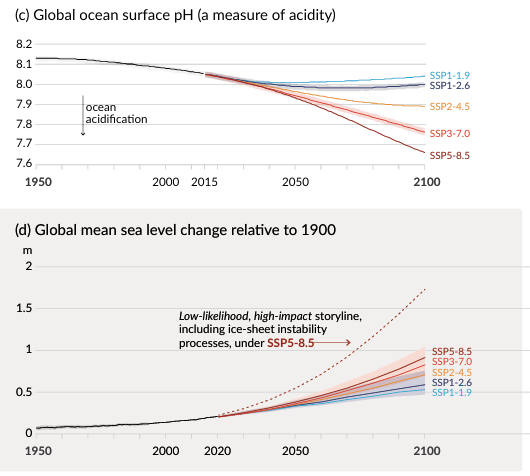 (c) Global ocean surface pH (a measure of acidity)
8.2
8.1
8.0
7.9
7.8
7.7
7.6
ocean
acidification
SSP1-1.9
SSP1-2.6
SSP2-4.5
SSP3-7.0
SSP5-8.5
1950 2000 2015 2050 2100
(d) Global mean sea level change relative to 1900
m
2
1.5
1
0.5
0
Low-likelihood, high-impact storyline,
including ice-sheet instability
processes, under SSP5-8.5
SSP5-8.5
SSP3-7.0
SSP2-4.5
SSP1-2.6
SSP1-1.9
1950 2000 2020 2050 2100